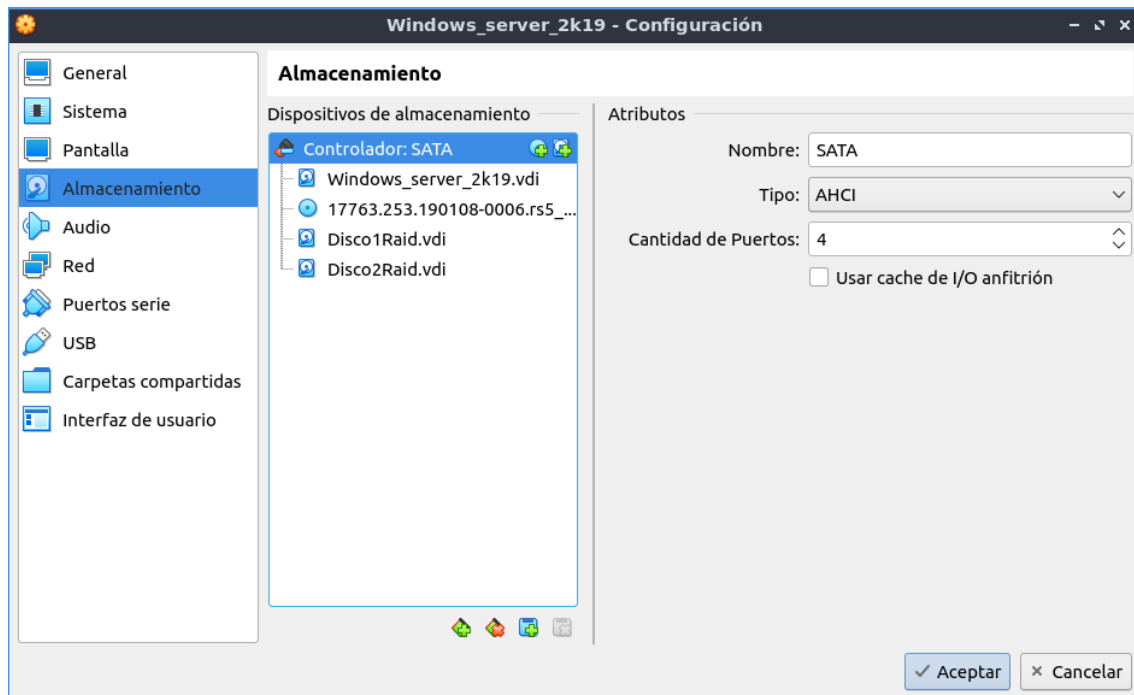 Windows_server_2k19 - Configuración
General
Sistema
Pantalla
Almacenamiento
Audio
Red
Puertos serie
USB
Carpetas compartidas
Interfaz de usuario
Almacenamiento
Dispositivos de almacenamiento
Controlador: SATA
Windows_server_2k19.vdi
17763.253.190108-0006.rs5_...
Disco1Raid.vdi
Disco2Raid.vdi
Atributos
Nombre: SATA
Tipo: AHCI
Cantidad de Puertos: 4
Usar cache de I/O anfitrión
Aceptar
Cancelar